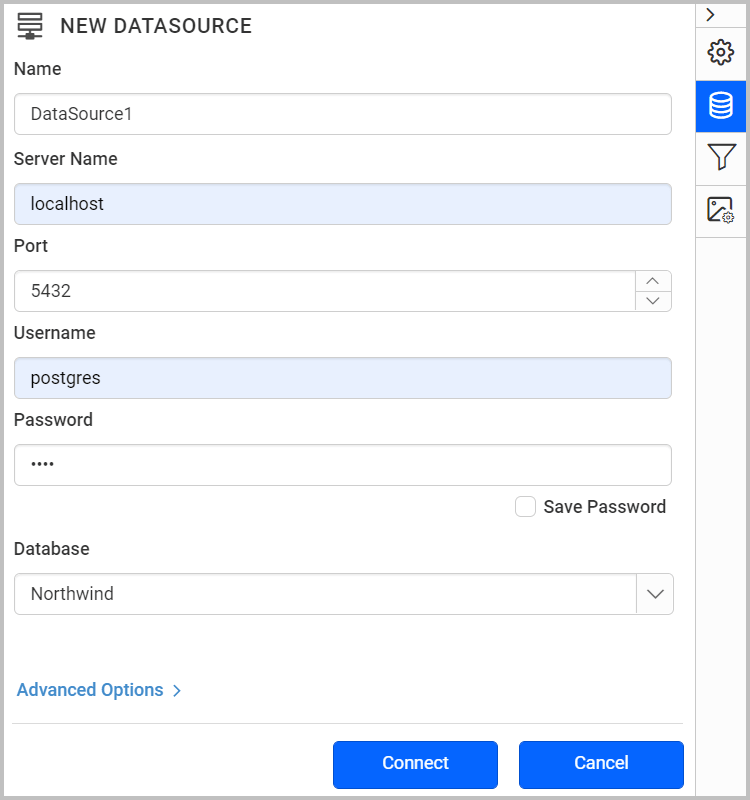 NEW DATASOURCE
Name
DataSource1
Server Name
localhost
Port
5432
Username
postgres
Password
••••
Save Password
Database
Northwind
Advanced Options
Connect Cancel